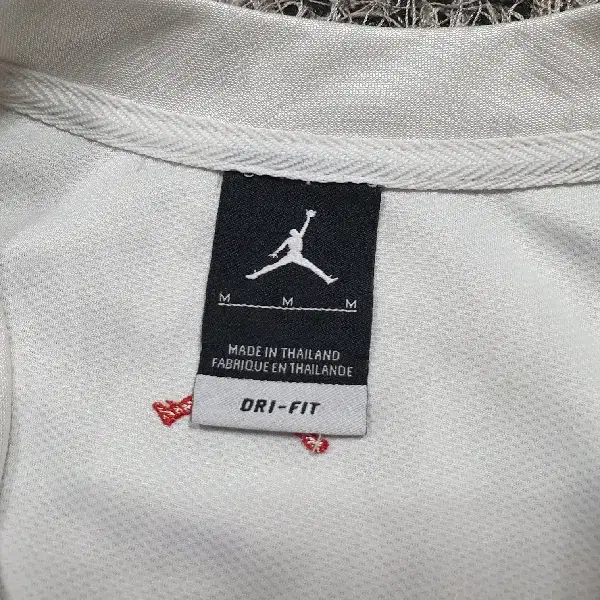 M M M
MADE IN THAILAND
FABRIQUE EN THAILANDE
DRI-FIT